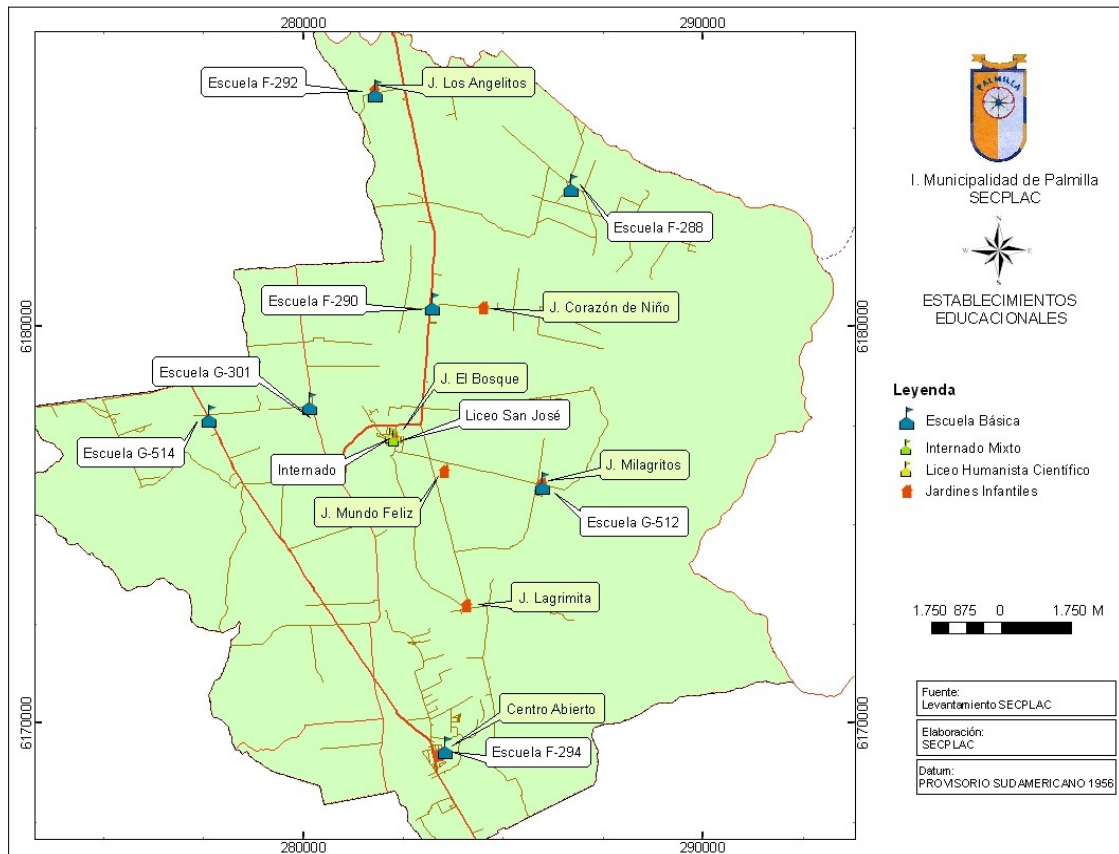 280000
290000
Escuela F-292
J. Los Angelitos
Escuela F-288
Escuela F-290
J. Corazón de Niño
6180000
6180000
Escuela G-301
J. El Bosque
Liceo San José
Escuela G-514
Internado
J. Milagritos
J. Mundo Feliz
Escuela G-512
J. Lagrimita
Centro Abierto
6170000
6170000
Escuela F-294
280000
290000
PALMILLA
I. Municipalidad de Palmilla
SECPLAC
N
W E
S
ESTABLECIMIENTOS
EDUCACIONALES
Leyenda
Escuela Básica
Internado Mixto
Liceo Humanista Científico
Jardines Infantiles
1.750 875 0 1.750 M
Fuente:
Levantamiento SECPLAC
Elaboración:
SECPLAC
Datum:
PROVISORIO SUDAMERICANO 1956